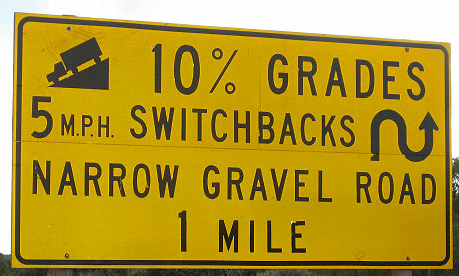 10% GRADES
5 M.P.H. SWITCHBACKS
NARROW GRAVEL ROAD
1 MILE